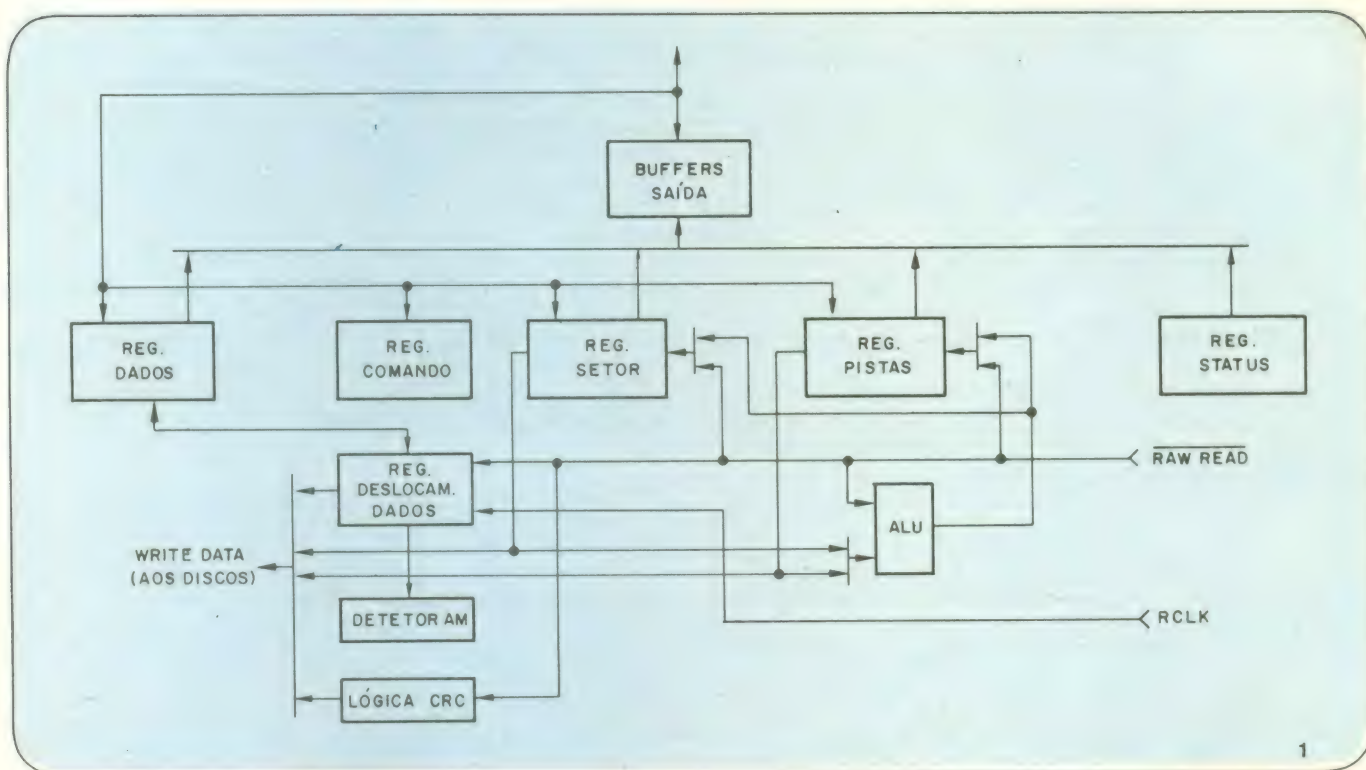 BUFFERS
SAÍDA
REG.
DADOS
REG.
COMANDO
REG.
SETOR
REG.
PISTAS
REG.
STATUS
REG.
DESLOCAM.
DADOS
RAW READ
ALU
WRITE DATA
(AOS DISCOS)
DETETOR AM
RCLK
LÓGICA CRC
1